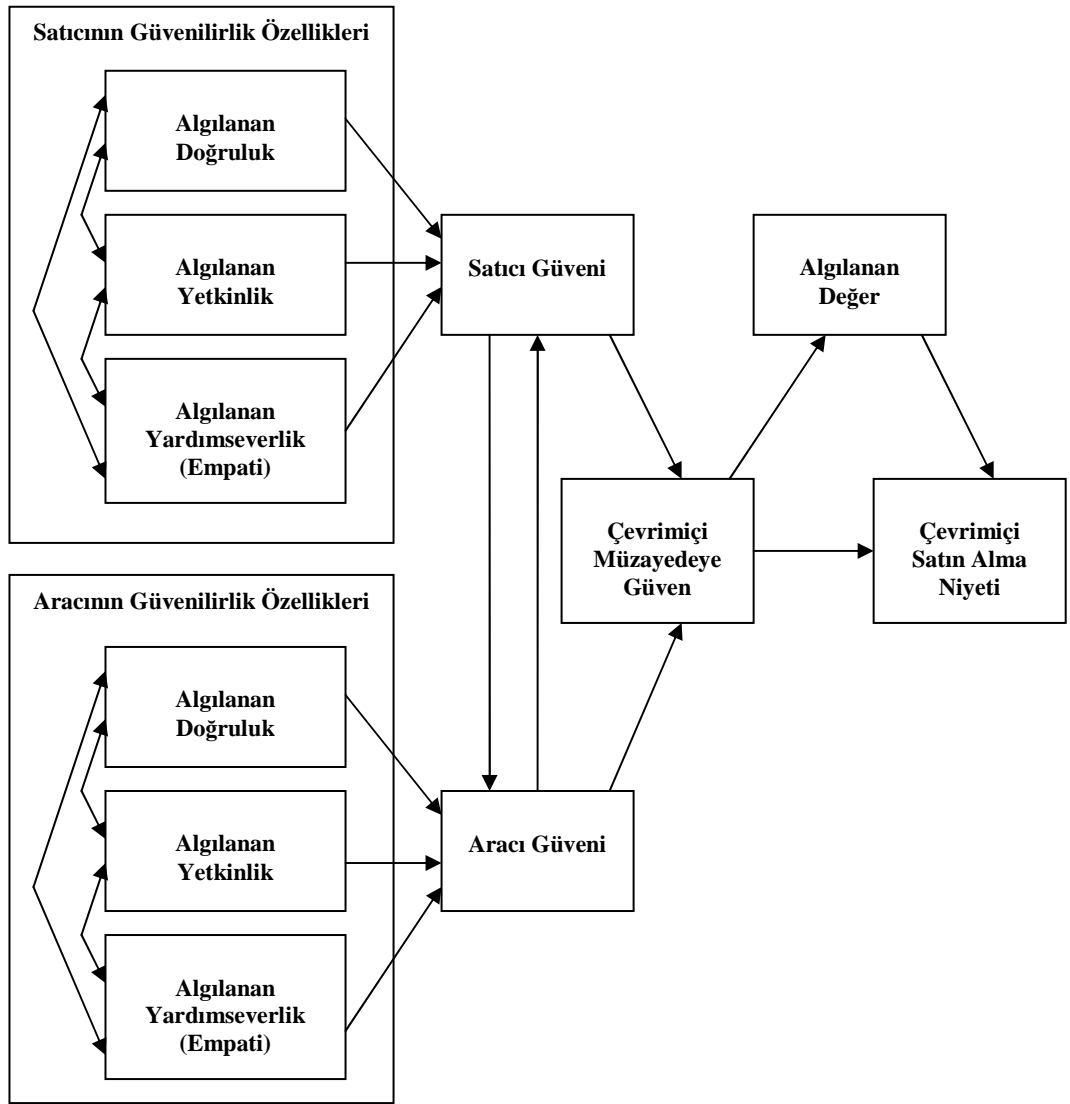 Satıcının Güvenilirlik Özellikleri
Algılanan
Doğruluk
Algılanan
Yetkinlik
Algılanan
Yardımseverlik
(Empati)
Satıcı Güveni
Algılanan
Değer
Çevrimiçi
Müzayedeye
Güven
Çevrimiçi
Satın Alma
Niyeti
Aracının Güvenilirlik Özellikleri
Algılanan
Doğruluk
Algılanan
Yetkinlik
Algılanan
Yardımseverlik
(Empati)
Aracı Güveni